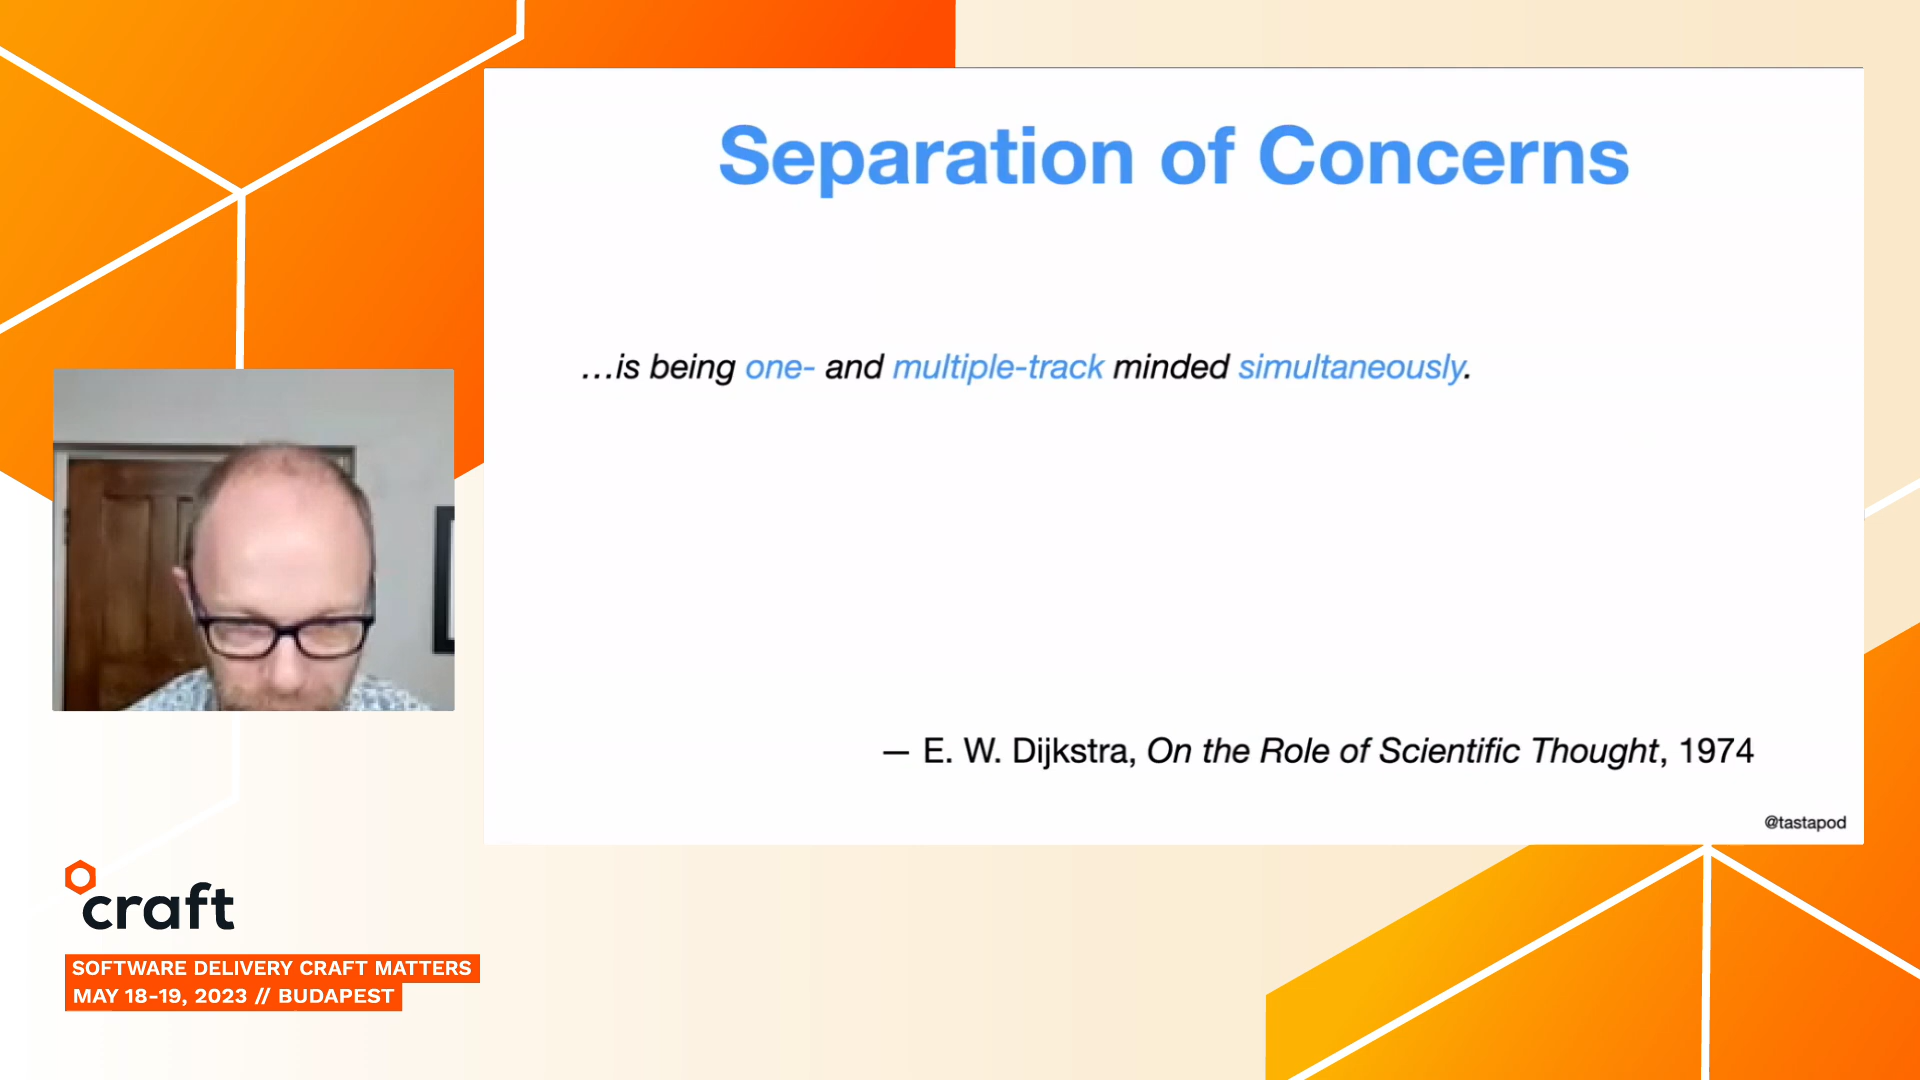 Separation of Concerns
…is being one- and multiple-track minded simultaneously.
— E. W. Dijkstra, On the Role of Scientific Thought, 1974
@tastapod
craft
SOFTWARE DELIVERY CRAFT MATTERS
MAY 18-19, 2023 // BUDAPEST